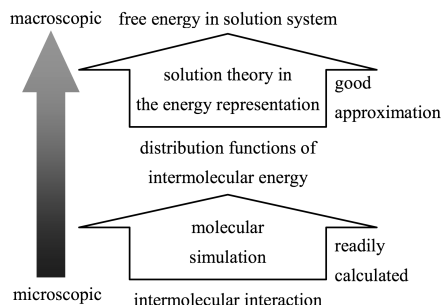 macroscopic
free energy in solution system
solution theory in
the energy representation
good
approximation
distribution functions of
intermolecular energy
molecular
simulation
readily
calculated
microscopic
intermolecular interaction